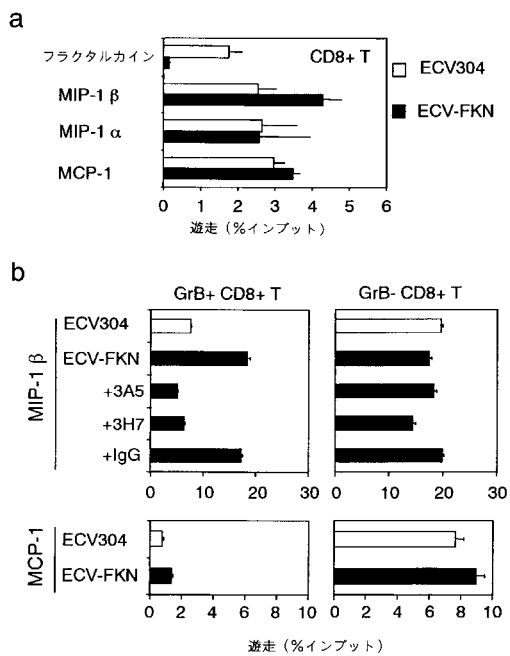 a
フラクタルカイン
CD8+ T
ECV304
MIP-1 β
ECV-FKN
MIP-1 α
MCP-1
0 1 2 3 4 5 6
遊走 (%インプット)
b
GrB+ CD8+ T
GrB- CD8+ T
MIP-1 β
ECV304
ECV-FKN
+3A5
+3H7
+IgG
0 10 20 30
0 10 20 30
MCP-1
ECV304
ECV-FKN
0 2 4 6 8 10
0 2 4 6 8 10
遊走 (%インプット)